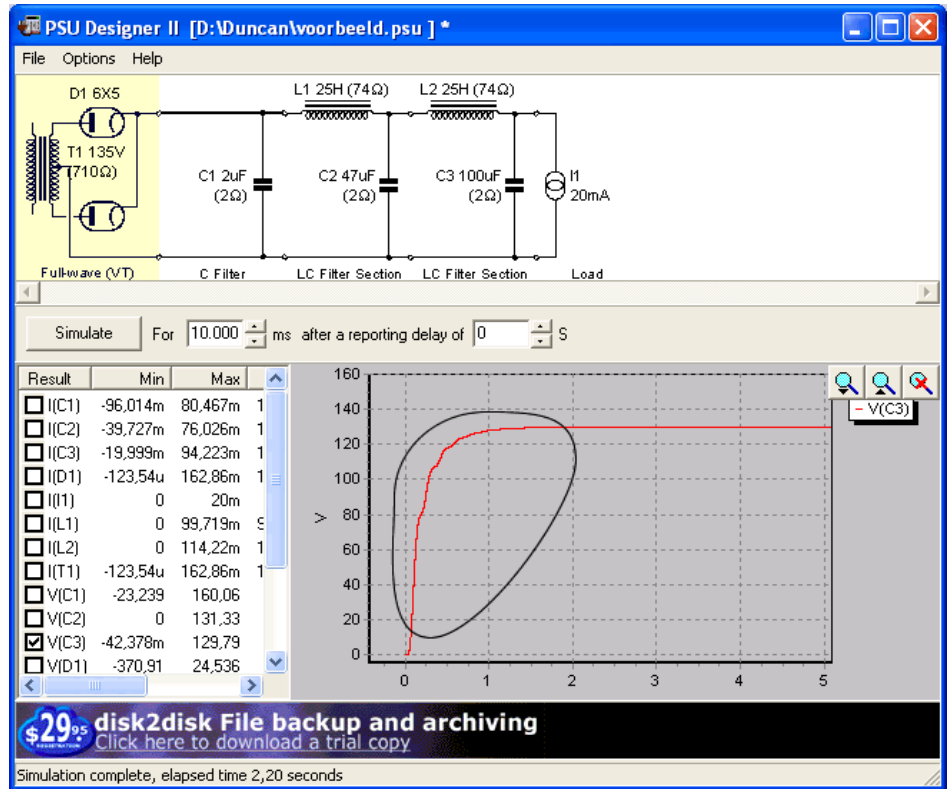 PSU Designer II [D:\Duncan\voorbeeld.psu ] *
File Options Help
D1 6X5
L1 25H (74Ω) L2 25H (74Ω)
T1 135V
(710Ω)
C1 2uF
(2Ω)
C2 47uF
(2Ω)
C3 100uF
(2Ω)
I1
20mA
Full-wave (VT) C Filter LC Filter Section LC Filter Section Load
Simulate For 10.000 ms after a reporting delay of 0 S
Result Min Max
I(C1) -96,014m 80,467m 1
I(C2) -39,727m 76,026m 1
I(C3) -19,999m 94,223m 1
I(D1) -123,54u 162,86m 1
I(I1) 0 20m
I(L1) 0 99,719m
I(L2) 0 114,22m 1
I(T1) -123,54u 162,86m 1
V(C1) -23,239 160,06
V(C2) 0 131,33
V(C3) -42,378m 129,79
V(D1) -370,91 24,536
160
140
120
100
80
60
40
20
0
V
0 1 2 3 4 5
V(C3)
$29.95 disk2disk File backup and archiving
REGISTRATION Click here to download a trial copy
Simulation complete, elapsed time 2,20 seconds